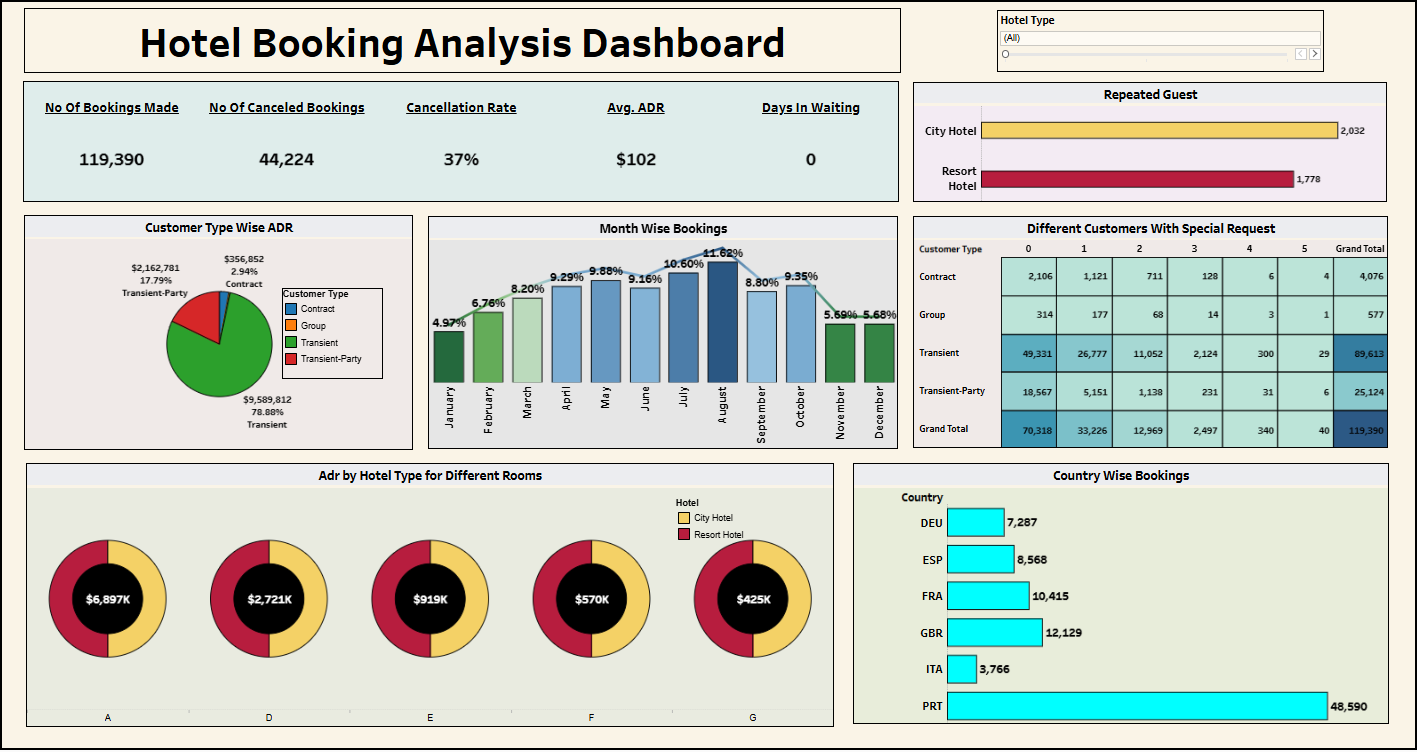 Hotel Booking Analysis Dashboard
Hotel Type
(All)
No Of Bookings Made
No Of Canceled Bookings
Cancellation Rate
Avg. ADR
Days In Waiting
119,390
44,224
37%
$102
0
Repeated Guest
City Hotel
2,032
Resort
Hotel
1,778
Customer Type Wise ADR
$356,852
2.94%
Contract
$2,162,781
17.79%
Transient-Party
Customer Type
Contract
Group
Transient
Transient-Party
$9,589,812
78.88%
Transient
Month Wise Bookings
4.97%
6.76%
8.20%
9.29%
9.88%
9.16%
10.60%
11.62%
8.80%
9.35%
5.69%
5.68%
January
February
March
April
May
June
July
August
September
October
November
December
Different Customers With Special Request
Customer Type 0 1 2 3 4 5 Grand Total
Contract 2,106 1,121 711 128 6 4 4,076
Group 314 177 68 14 3 1 577
Transient 49,331 26,777 11,052 2,124 300 29 89,613
Transient-Party 18,567 5,151 1,138 231 31 6 25,124
Grand Total 70,318 33,226 12,969 2,497 340 40 119,390
Adr by Hotel Type for Different Rooms
Hotel
City Hotel
Resort Hotel
$6,897K
$2,721K
$919K
$570K
$425K
A
D
E
F
G
Country Wise Bookings
Country
DEU 7,287
ESP 8,568
FRA 10,415
GBR 12,129
ITA 3,766
PRT 48,590